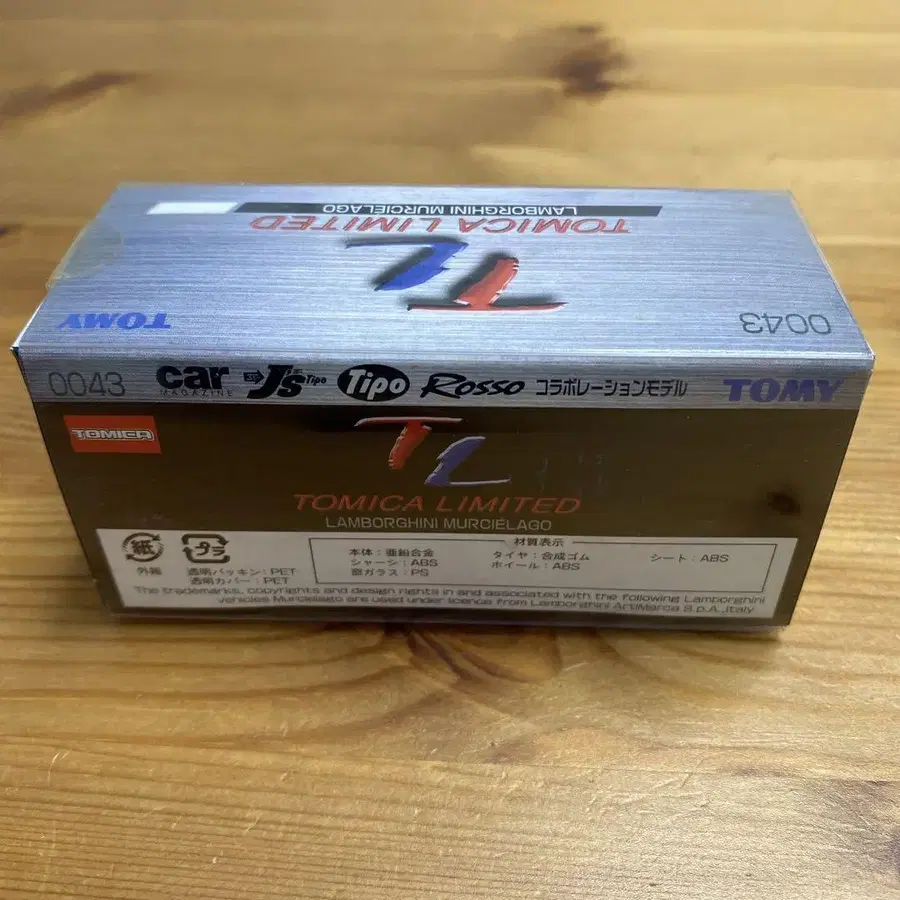 LAMBORGHINI MURCIÉLAGO
TOMICA LIMITED
TL
TOMY
0043
0043 car MAGAZINE J's Tipo Tipo Rosso コラボレーションモデル TOMY
TOMICA
TL
TOMICA LIMITED
LAMBORGHINI MURCIÉLAGO
材質表示
紙 プラ
外箱 透明パッキン:PET
透明カバー:PET
本体:亜鉛合金 タイヤ:合成ゴム シート:ABS
シャーシ:ABS ホイール:ABS
窓ガラス:PS
The trademarks, copyrights and design rights in and associated with the following Lamborghini
vehicles Murcielago are used under license from Lamborghini ArtiMarca S.p.A.,Italy